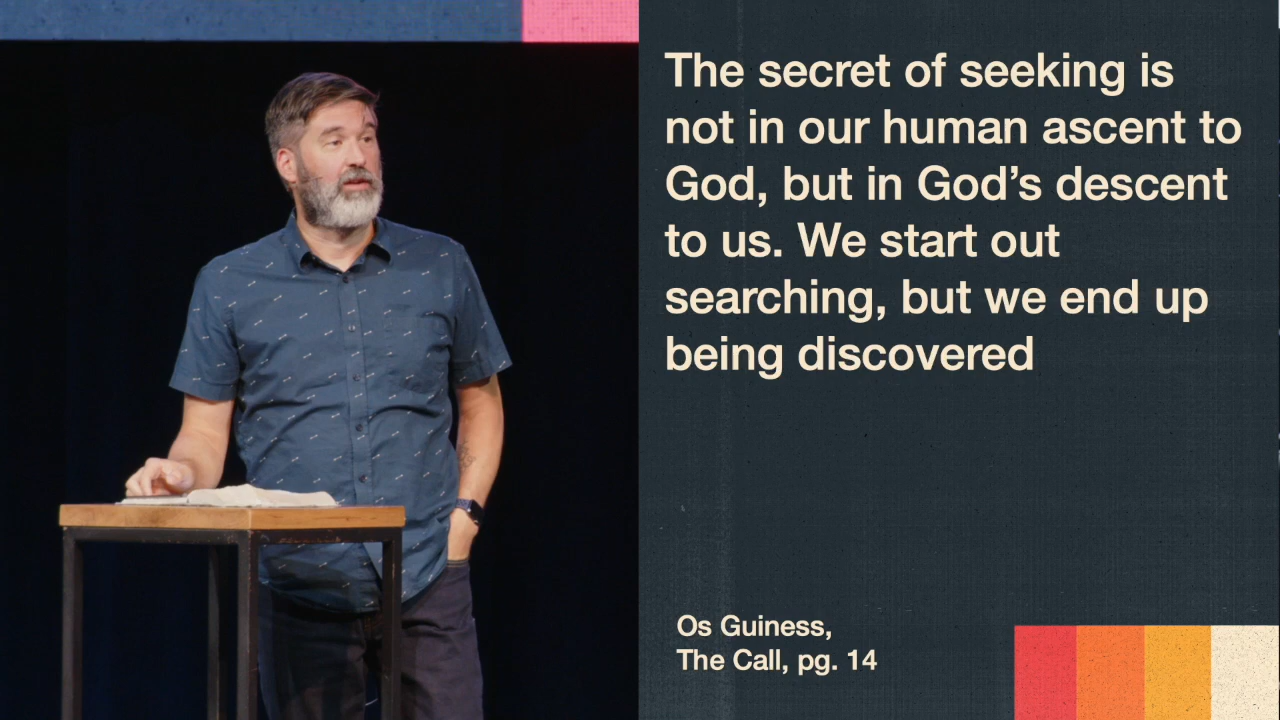 The secret of seeking is
not in our human ascent to
God, but in God’s descent
to us. We start out
searching, but we end up
being discovered
Os Guiness,
The Call, pg. 14